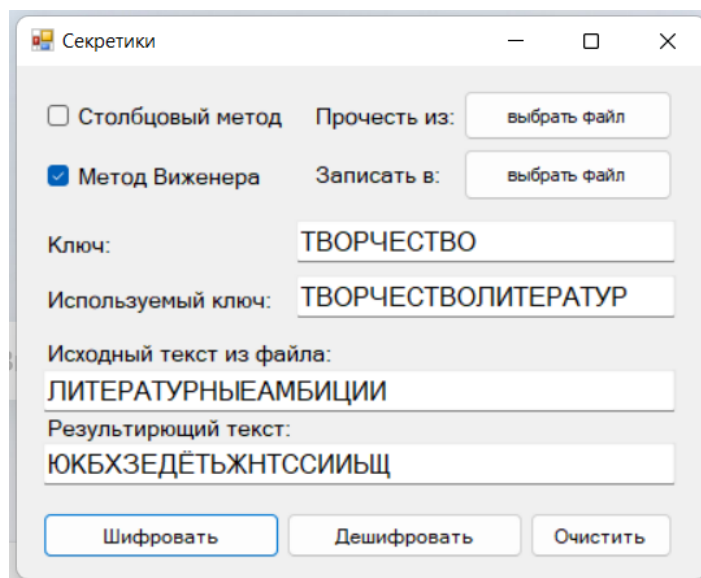 Секретики
Столбцовый метод Прочесть из: выбрать файл
Метод Виженера Записать в: выбрать файл
Ключ: ТВОРЧЕСТВО
Используемый ключ: ТВОРЧЕСТВОЛИТЕРАТУР
Исходный текст из файла:
ЛИТЕРАТУРНЫЕАМБИЦИИ
Результирющий текст:
ЮКБХЗЕДЁТЬЖНТССИИЬЩ
Шифровать Дешифровать Очистить